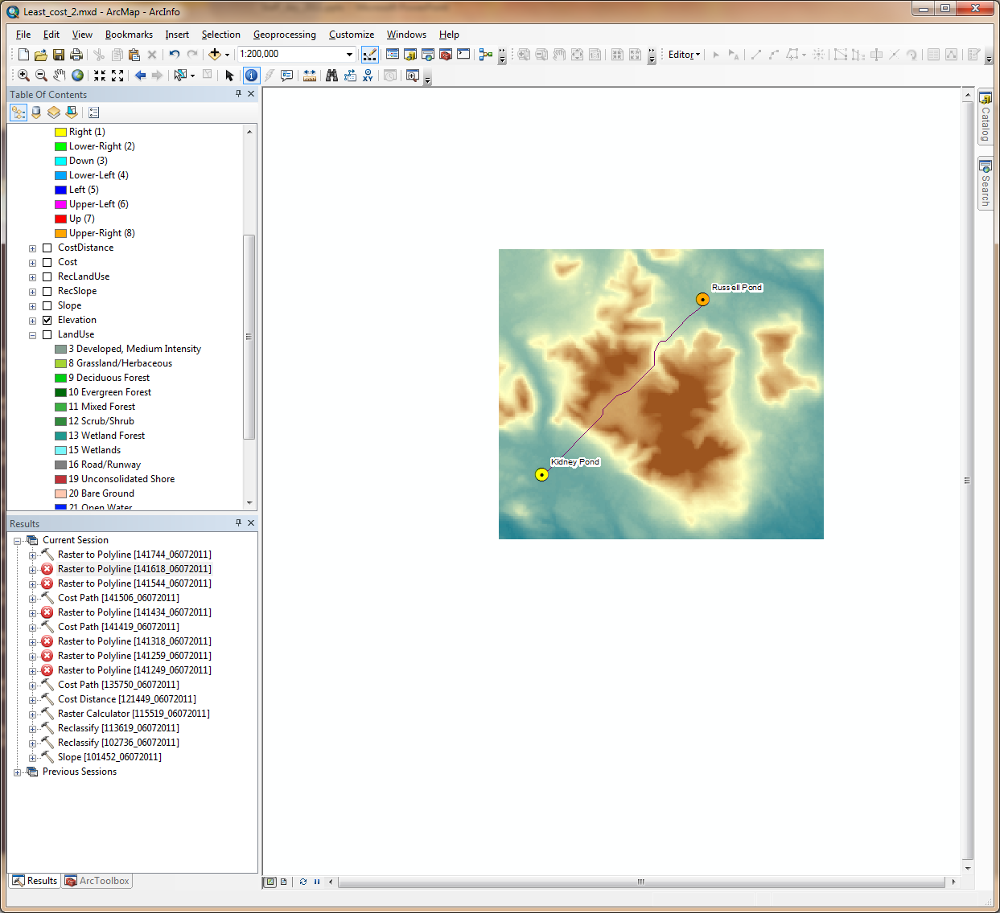 Least_cost_2.mxd - ArcMap - ArcInfo
File Edit View Bookmarks Insert Selection Geoprocessing Customize Windows Help
1:200,000
Editor
XY
Table Of Contents
Right (1)
Lower-Right (2)
Down (3)
Lower-Left (4)
Left (5)
Upper-Left (6)
Up (7)
Upper-Right (8)
CostDistance
Cost
RecLandUse
RecSlope
Slope
Elevation
LandUse
3 Developed, Medium Intensity
8 Grassland/Herbaceous
9 Deciduous Forest
10 Evergreen Forest
11 Mixed Forest
12 Scrub/Shrub
13 Wetland Forest
15 Wetlands
16 Road/Runway
19 Unconsolidated Shore
20 Bare Ground
21 Open Water
Russell Pond
Kidney Pond
Catalog
Search
Results
Current Session
Raster to Polyline [141744_06072011]
Raster to Polyline [141618_06072011]
Raster to Polyline [141544_06072011]
Cost Path [141506_06072011]
Raster to Polyline [141434_06072011]
Cost Path [141419_06072011]
Raster to Polyline [141318_06072011]
Raster to Polyline [141259_06072011]
Raster to Polyline [141249_06072011]
Cost Path [135750_06072011]
Cost Distance [121449_06072011]
Raster Calculator [115519_06072011]
Reclassify [113619_06072011]
Reclassify [102736_06072011]
Slope [101452_06072011]
Previous Sessions
Results ArcToolbox